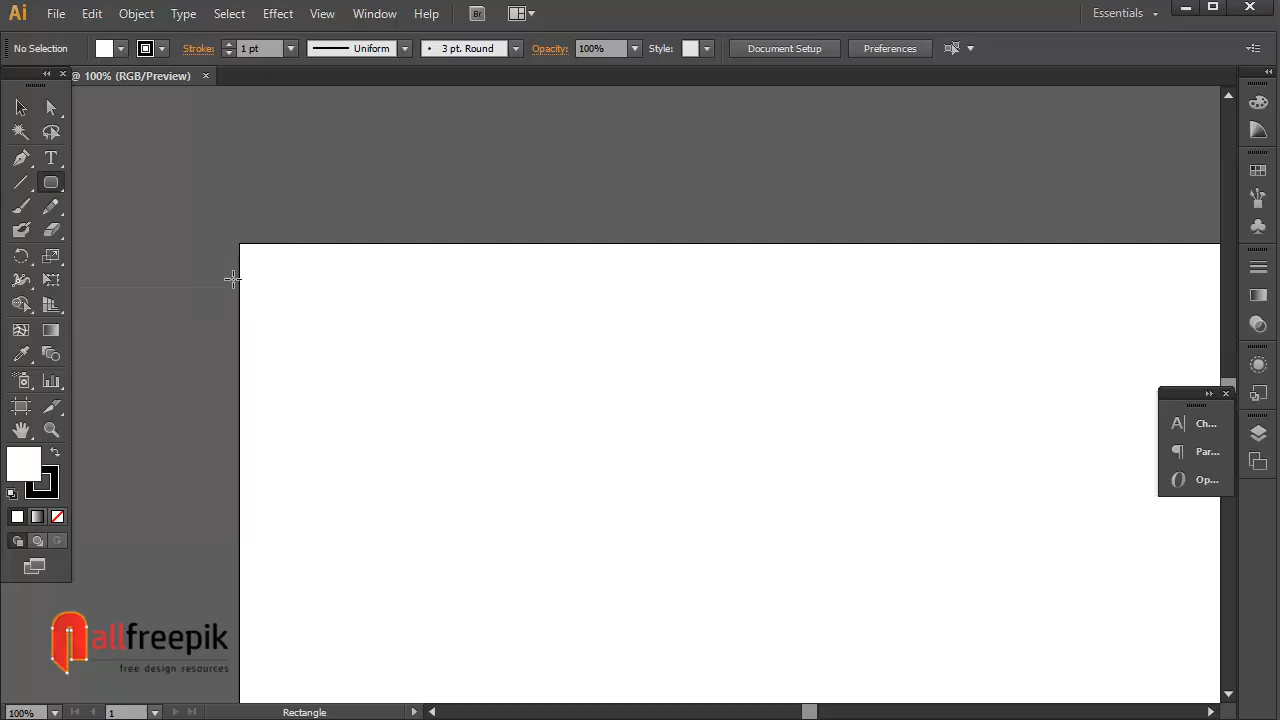 Ai File Edit Object Type Select Effect View Window Help Br Essentials
No Selection Stroke: 1 pt Uniform 3 pt. Round Opacity: 100% Style: Document Setup Preferences
@ 100% (RGB/Preview)
T
A Ch...
Par...
O Op...
allfreepik
free design resources
100% 1 Rectangle